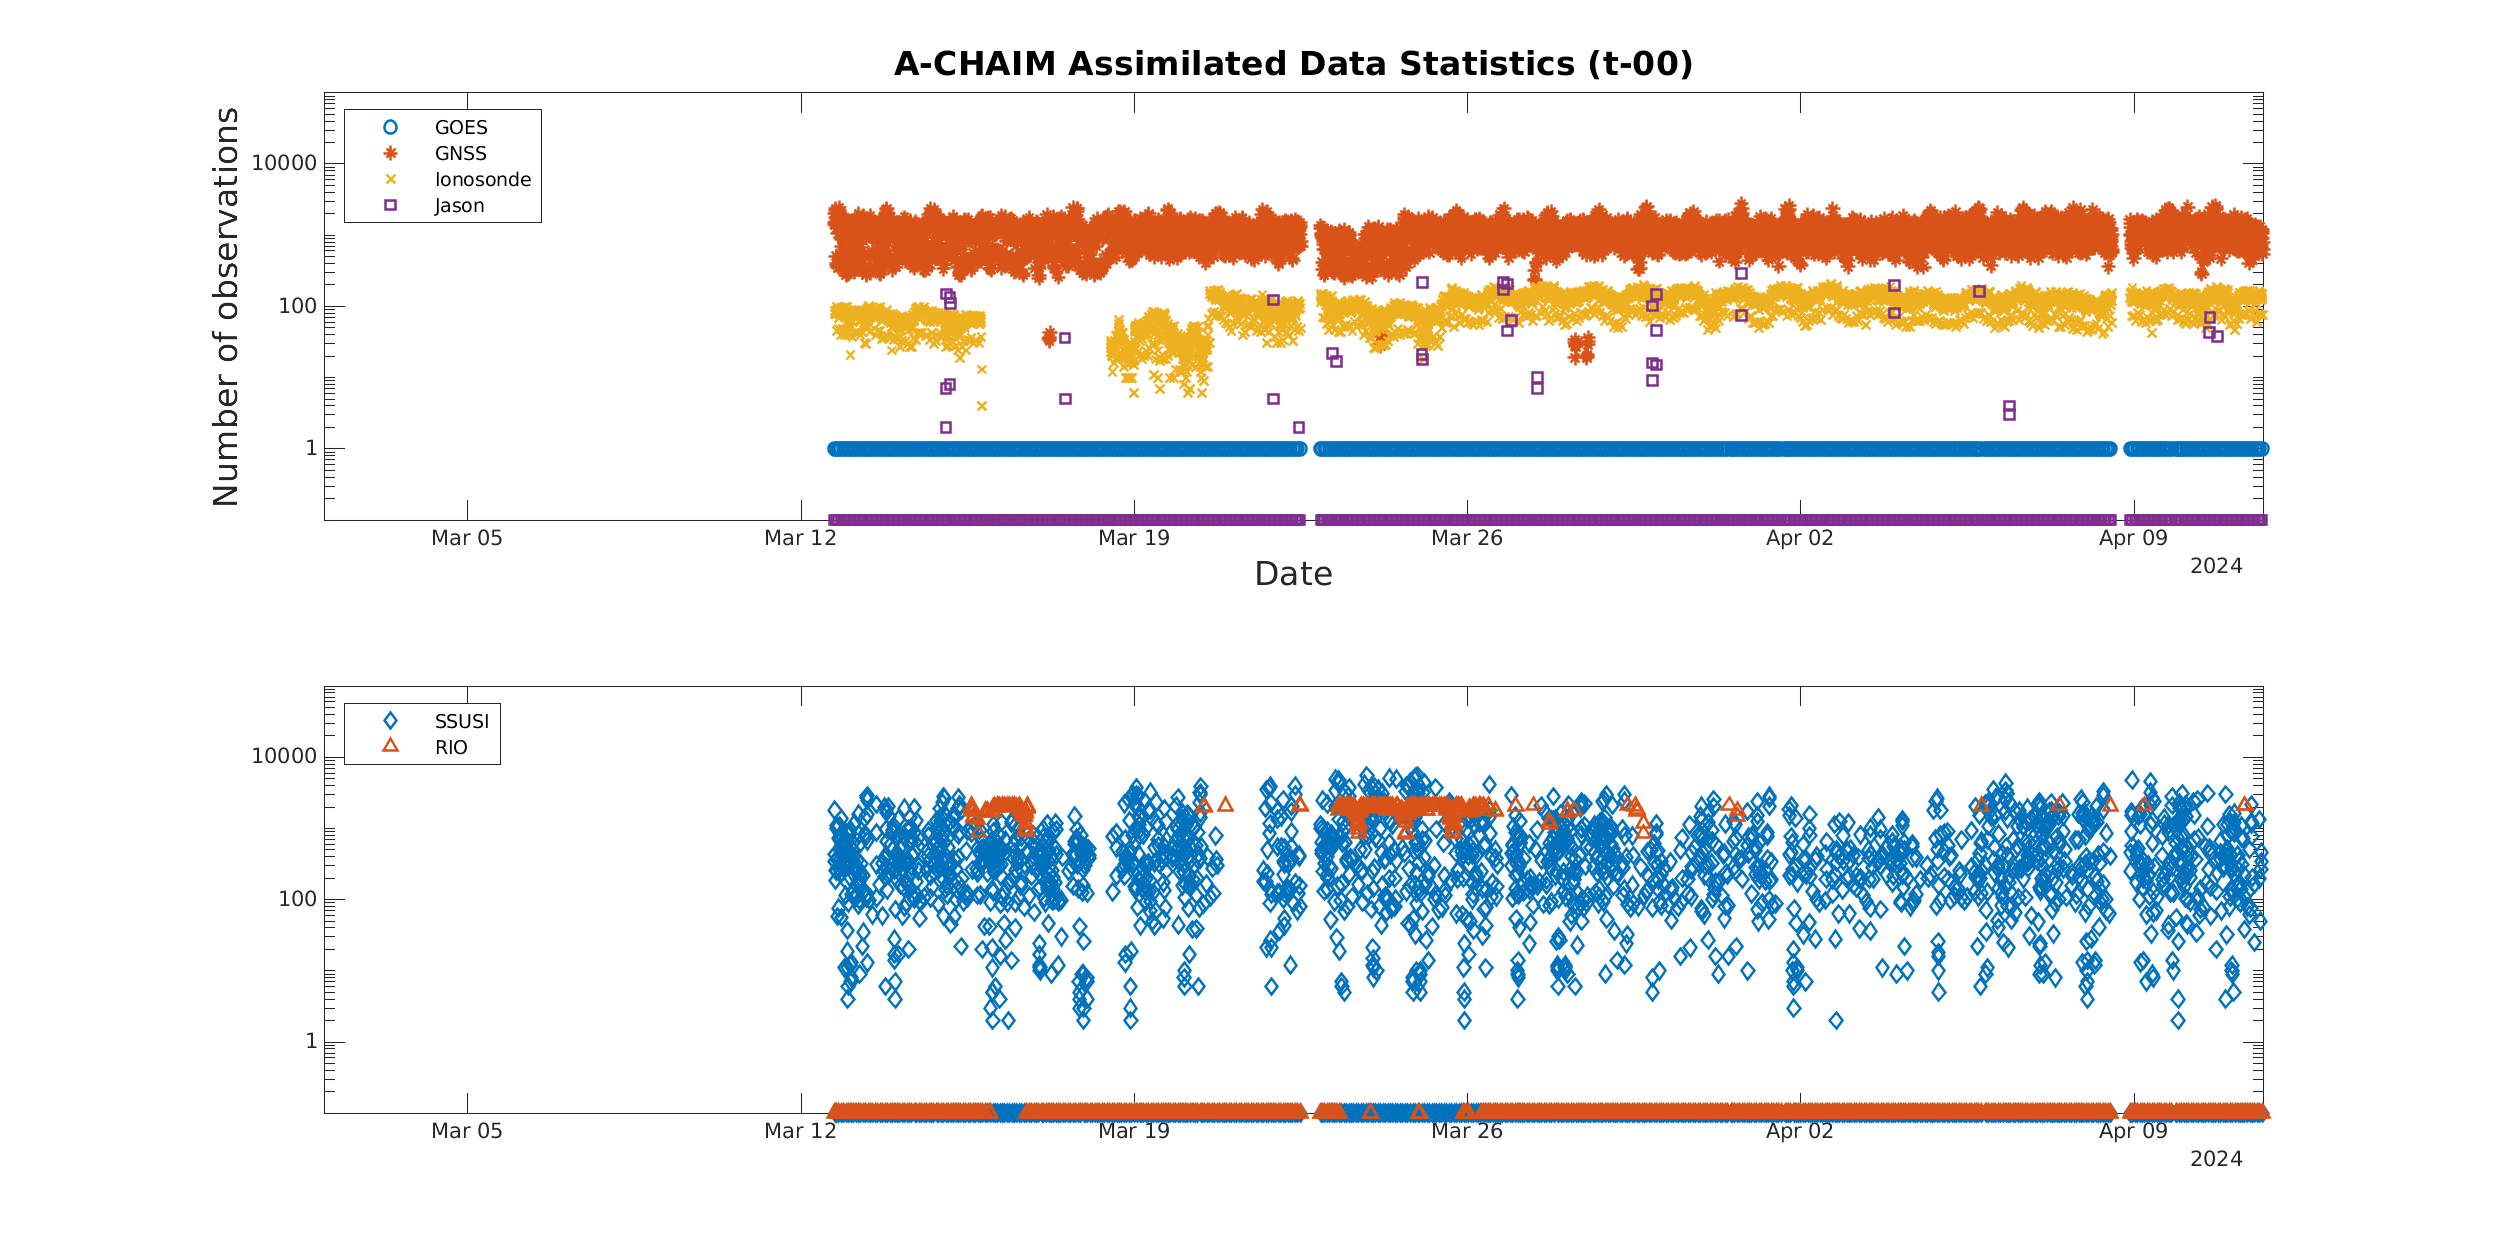 A-CHAIM Assimilated Data Statistics (t-00)
Number of observations
10000
100
1
GOES
GNSS
Ionosonde
Jason
Mar 05
Mar 12
Mar 19
Mar 26
Apr 02
Apr 09
2024
Date
10000
100
1
SSUSI
RIO
Mar 05
Mar 12
Mar 19
Mar 26
Apr 02
Apr 09
2024